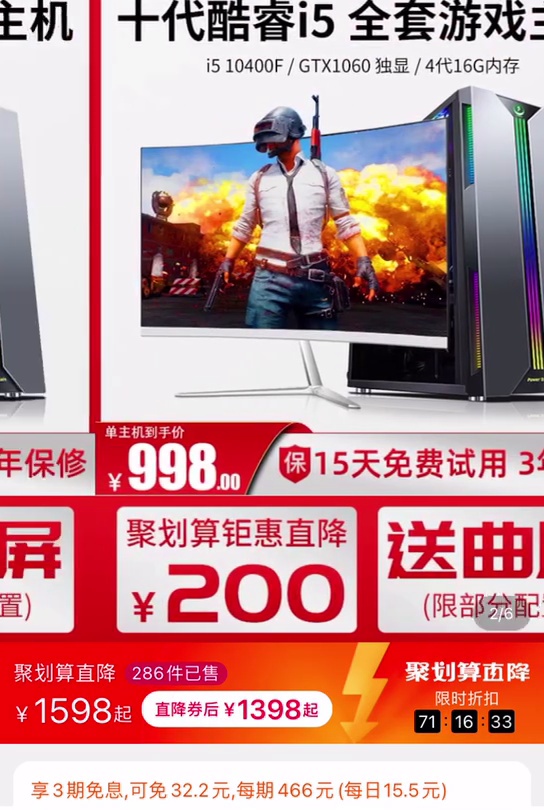 主机
十代酷睿i5 全套游戏主
i5 10400F / GTX1060 独显 / 4代16G内存
单主机到手价
¥998.00
年保修
保 15天免费试用 3年
屏
置)
聚划算钜惠直降
¥200
送曲
(限部分配
2/6
聚划算直降 286件已售
¥1598起 直降券后¥1398起
聚划算直降
限时折扣
71:16:33
享3期免息,可免32.2元,每期466元(每日15.5元)